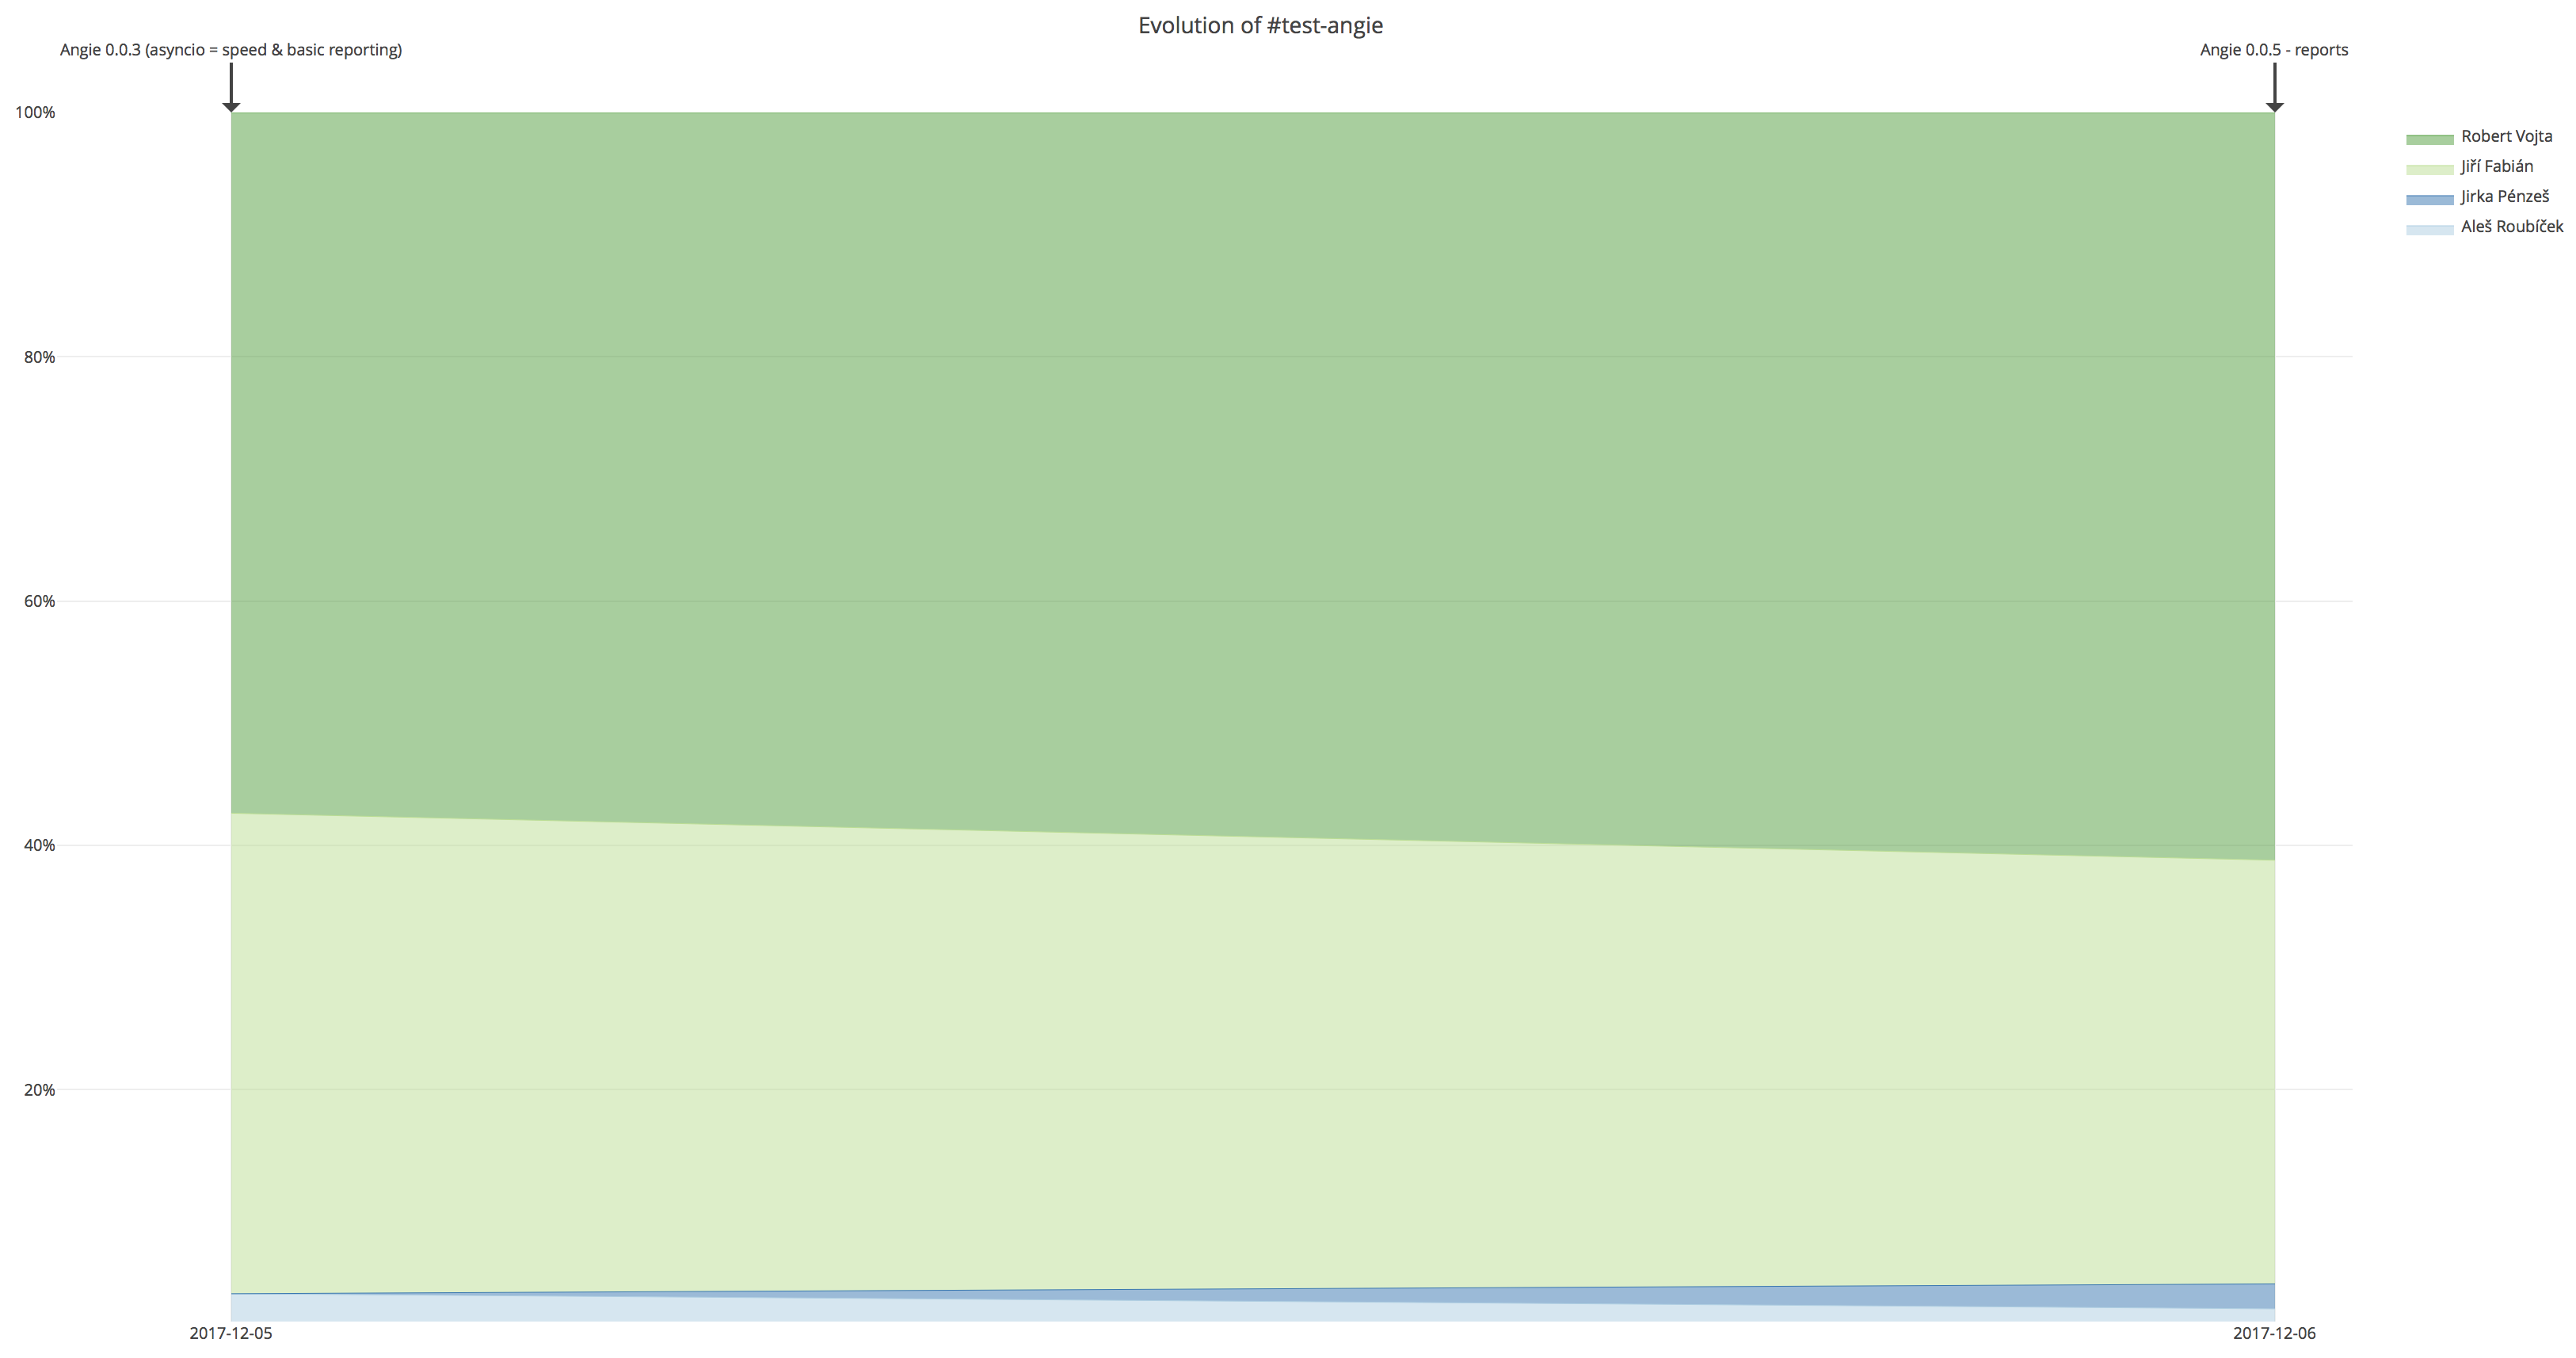 Evolution of #test-angie
Angie 0.0.3 (asyncio = speed & basic reporting)
Angie 0.0.5 - reports
100%
80%
60%
40%
20%
2017-12-05
2017-12-06
Robert Vojta
Jiří Fabián
Jirka Pénzeš
Aleš Roubíček